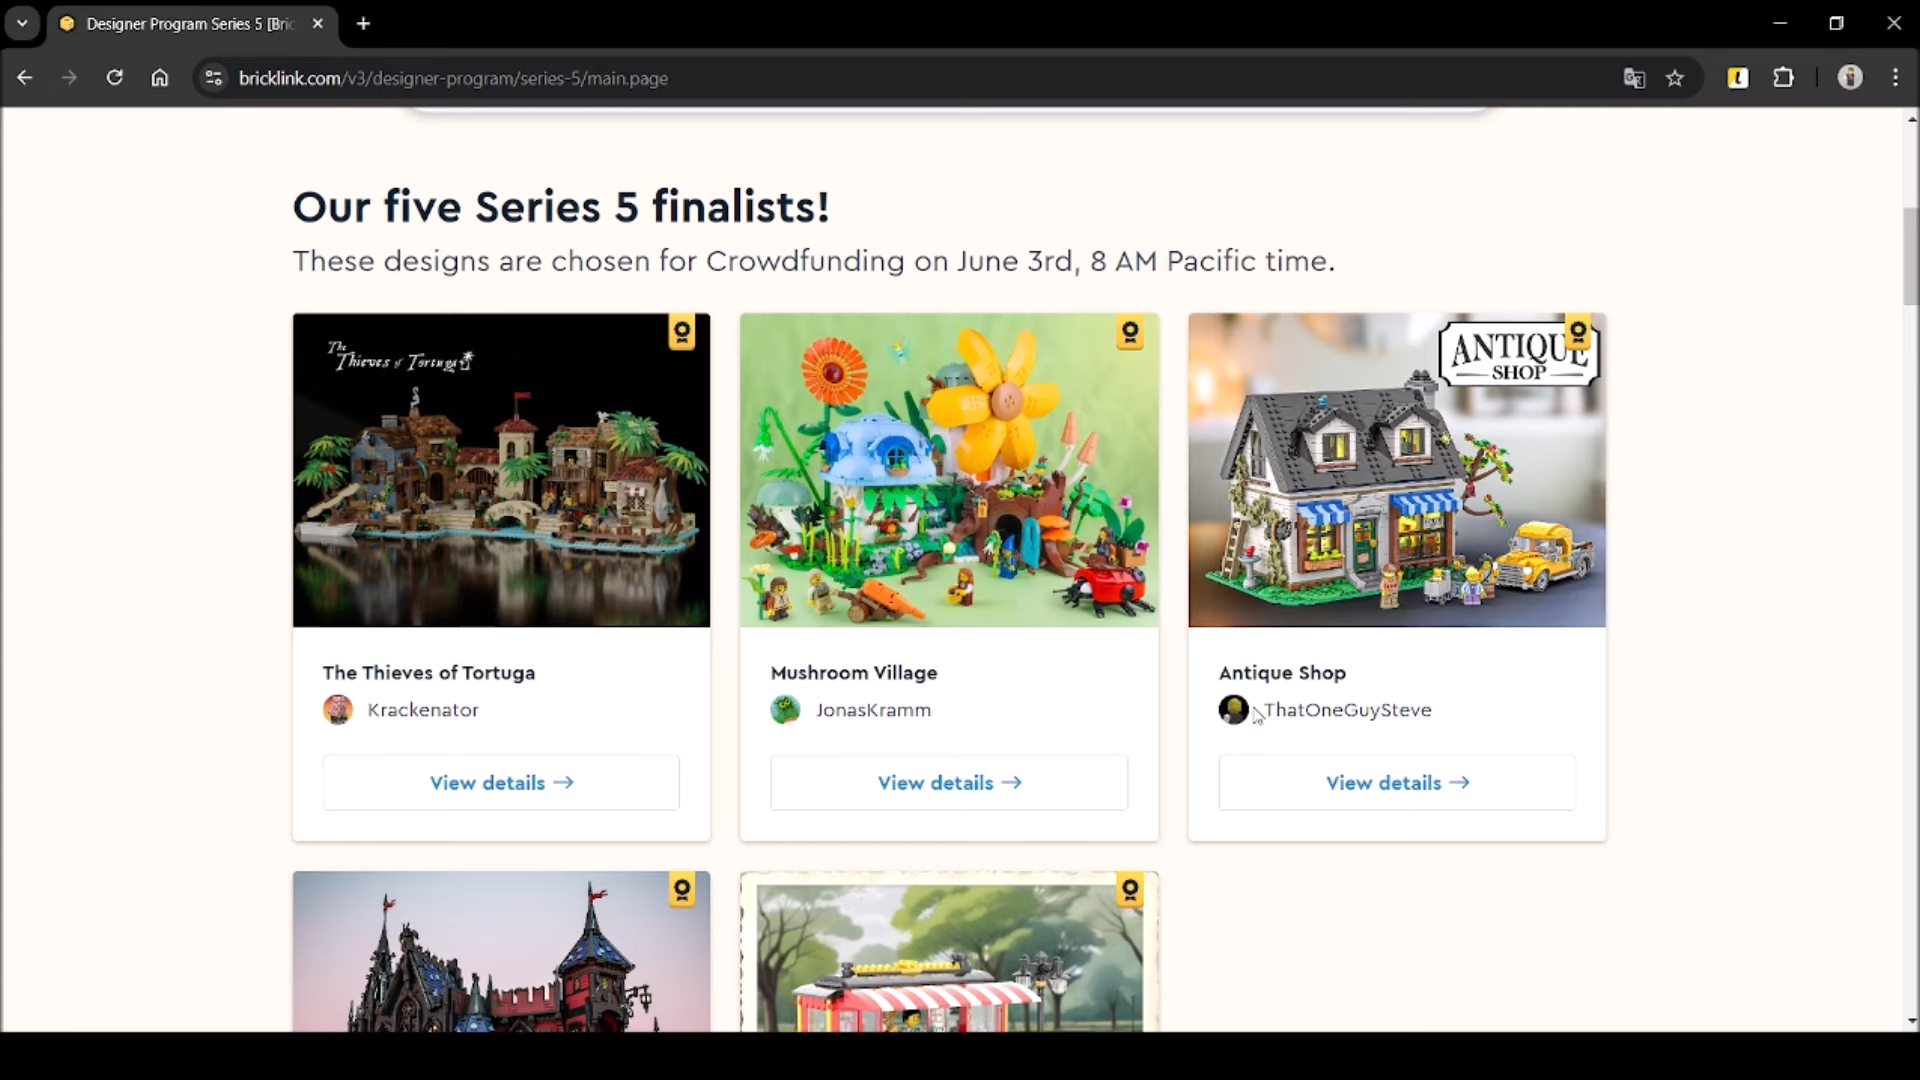 Designer Program Series 5 [Bric
bricklink.com/v3/designer-program/series-5/main.page
Our five Series 5 finalists!
These designs are chosen for Crowdfunding on June 3rd, 8 AM Pacific time.
The Thieves of Tortuga
ANTIQUE SHOP
The Thieves of Tortuga
Krackenator
View details →
Mushroom Village
JonasKramm
View details →
Antique Shop
ThatOneGuySteve
View details →